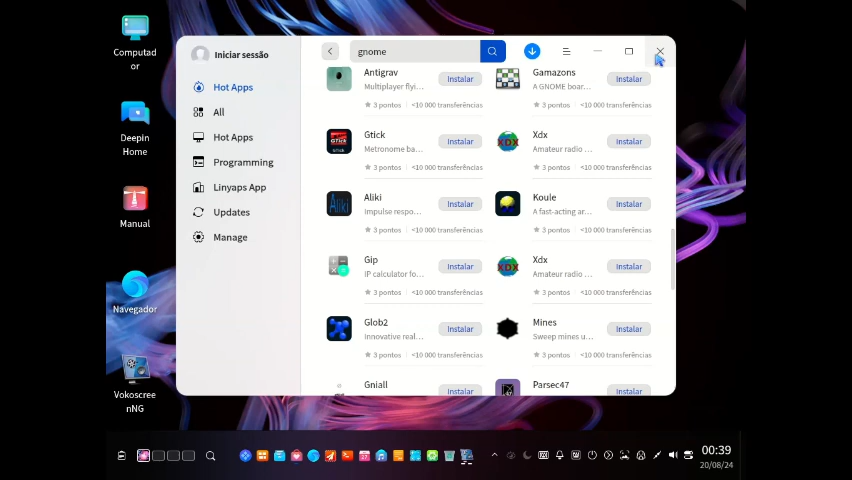 Computad
or
Deepin
Home
Manual
Navegador
Vokoscree
nNG
Iniciar sessão
gnome
Hot Apps
All
Hot Apps
Programming
Linyaps App
Updates
Manage
Antigrav
Instalar
Multiplayer flyi...
3 pontos
<10 000 transferências
Gamazons
Instalar
A GNOME boar...
3 pontos
<10 000 transferências
Gtick
Instalar
Metronome ba...
3 pontos
<10 000 transferências
Xdx
Instalar
Amateur radio ...
3 pontos
<10 000 transferências
Aliki
Instalar
Impulse respo...
3 pontos
<10 000 transferências
Koule
Instalar
A fast-acting ar...
3 pontos
<10 000 transferências
Gip
Instalar
IP calculator fo...
3 pontos
<10 000 transferências
Xdx
Instalar
Amateur radio ...
3 pontos
<10 000 transferências
Glob2
Instalar
Innovative real...
3 pontos
<10 000 transferências
Mines
Instalar
Sweep mines u...
3 pontos
<10 000 transferências
Gniall
Instalar
Parsec47
Instalar
00:39
20/08/24